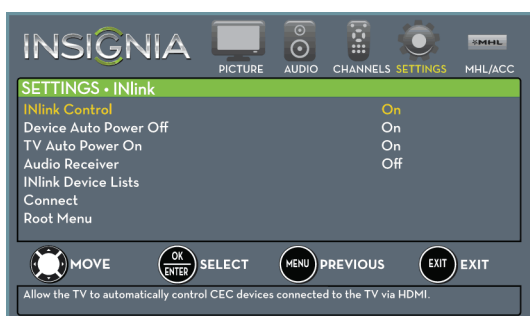 INSIGNIA
PICTURE AUDIO CHANNELS SETTINGS MHL MHL/ACC
SETTINGS • INlink
INlink Control On
Device Auto Power Off On
TV Auto Power On On
Audio Receiver Off
INlink Device Lists
Connect
Root Menu
MOVE OK ENTER SELECT MENU PREVIOUS EXIT EXIT
Allow the TV to automatically control CEC devices connected to the TV via HDMI.